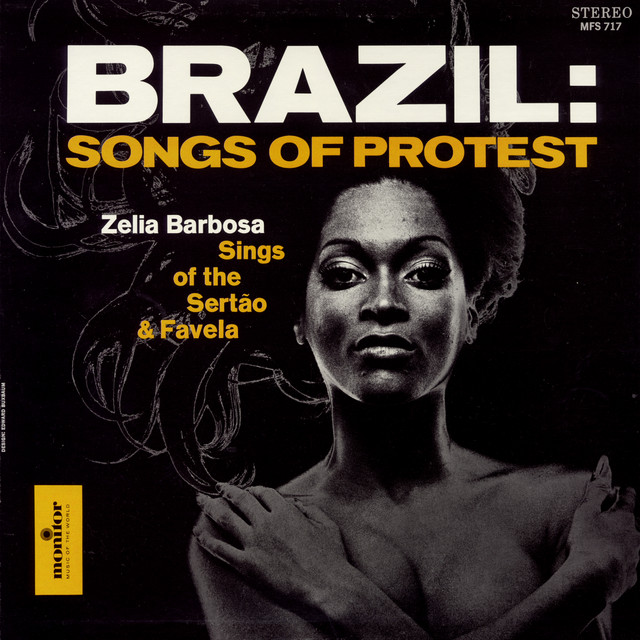 STEREO
MFS 717
BRAZIL:
SONGS OF PROTEST
Zelia Barbosa
Sings
of the
Sertão
& Favela
DESIGN: EDWARD
monitor
MUSIC OF THE WORLD